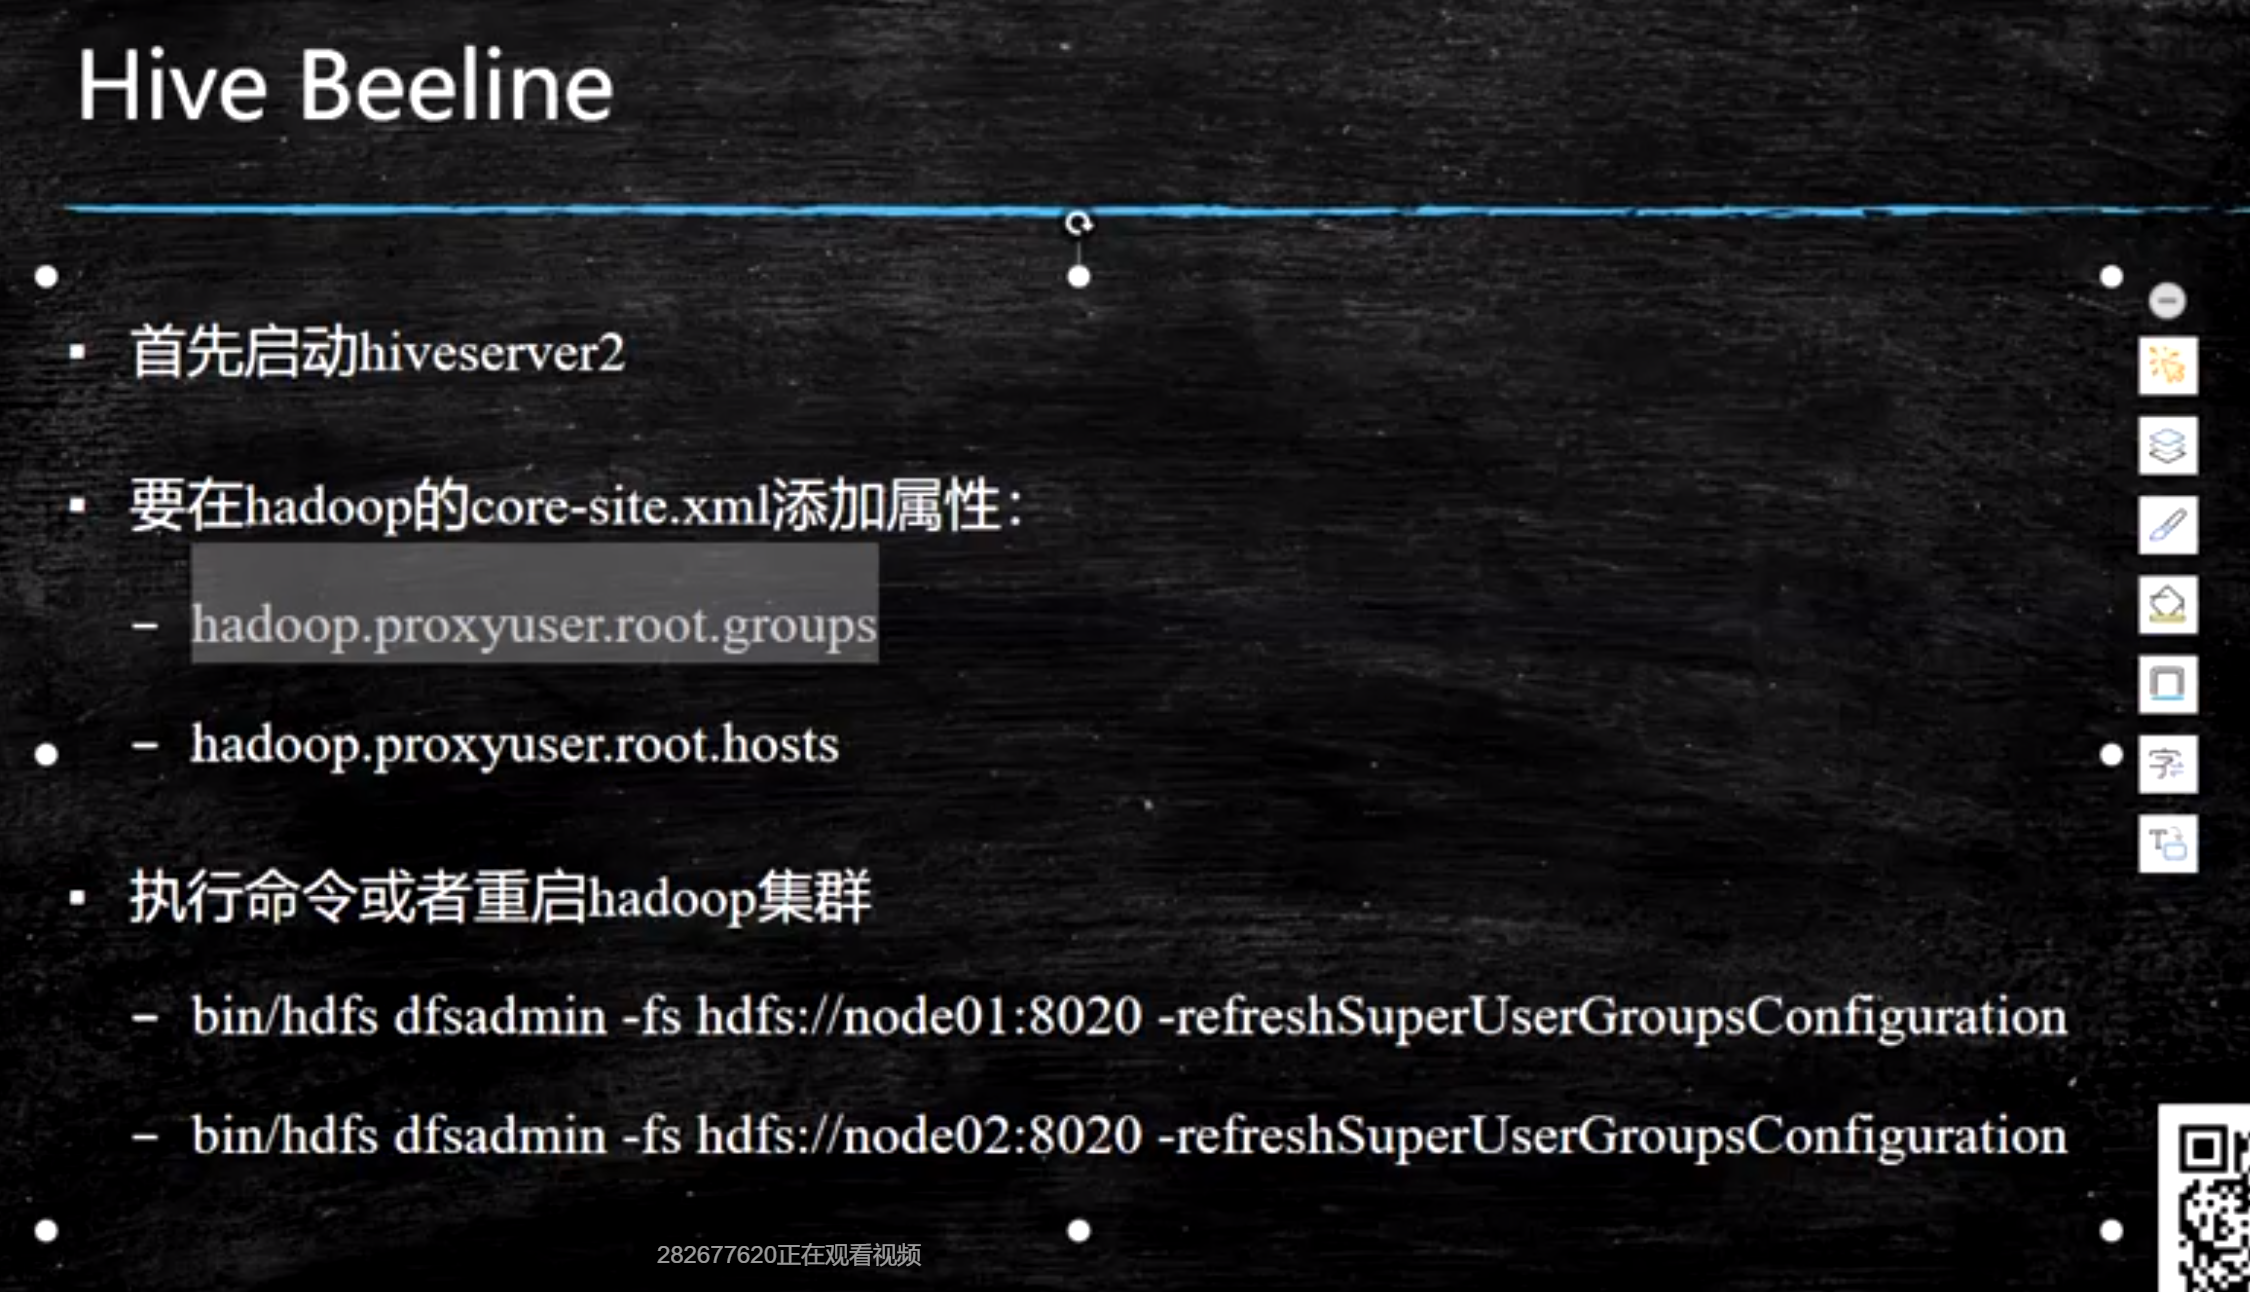 Hive Beeline
▪ 首先启动hiveserver2
▪ 要在hadoop的core-site.xml添加属性：
– hadoop.proxyuser.root.groups
– hadoop.proxyuser.root.hosts
▪ 执行命令或者重启hadoop集群
– bin/hdfs dfsadmin -fs hdfs://node01:8020 -refreshSuperUserGroupsConfiguration
– bin/hdfs dfsadmin -fs hdfs://node02:8020 -refreshSuperUserGroupsConfiguration
282677620正在观看视频
字
T